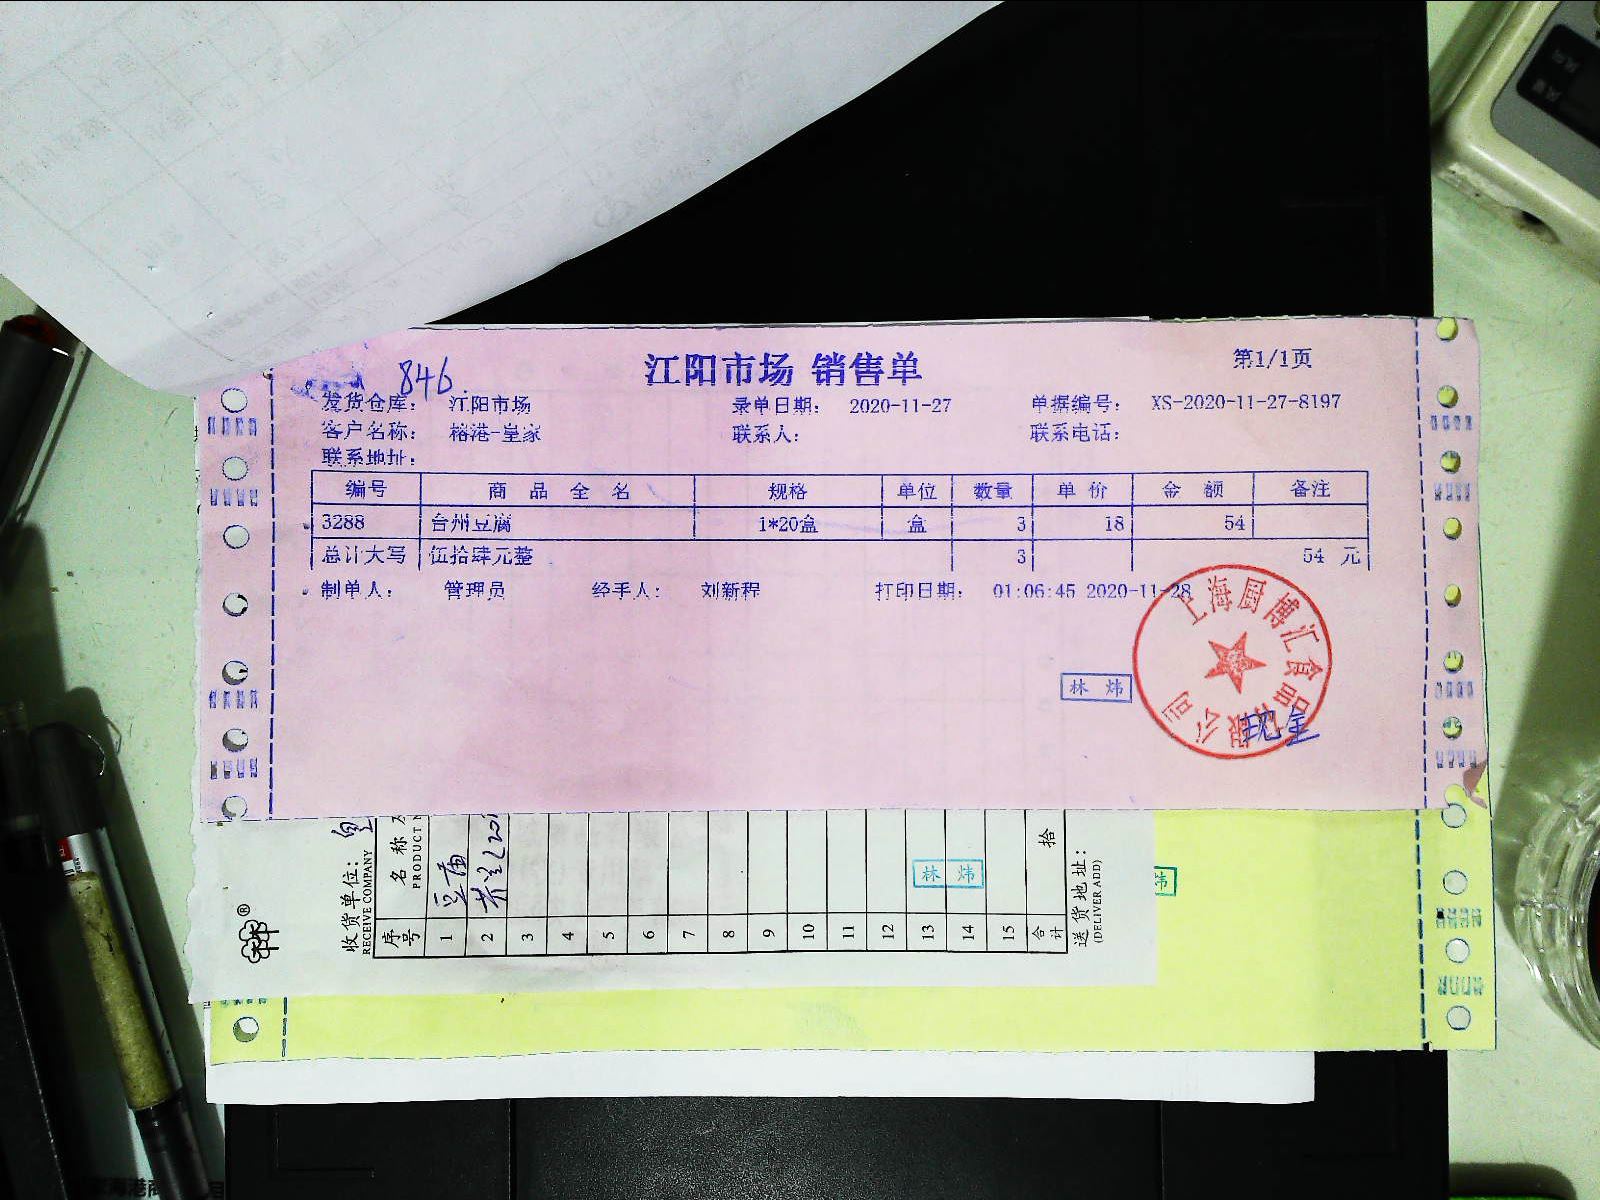 846
江阳市场 销售单
第1/1页
发货仓库： 江阳市场 录单日期： 2020-11-27 单据编号： XS-2020-11-27-8197
客户名称： 榕港-皇家 联系人： 联系电话：
联系地址：
编号 商品全名 规格 单位 数量 单价 金额 备注
3288 台州豆腐 1*20盒 盒 3 18 54
总计大写 伍拾肆元整 3 54 元
制单人： 管理员 经手人： 刘新程 打印日期： 01:06:45 2020-11-28
上海厨博汇食品有限公司
林炜
现金
收货单位：皇
RECEIVE COMPANY
序号 名称及
PRODUCT N
1 豆腐
2
3
4
5
6
7
8
9
10
11
12
13
14
15
合计 拾
送货地址：
(DELIVER ADD)
林炜
炜